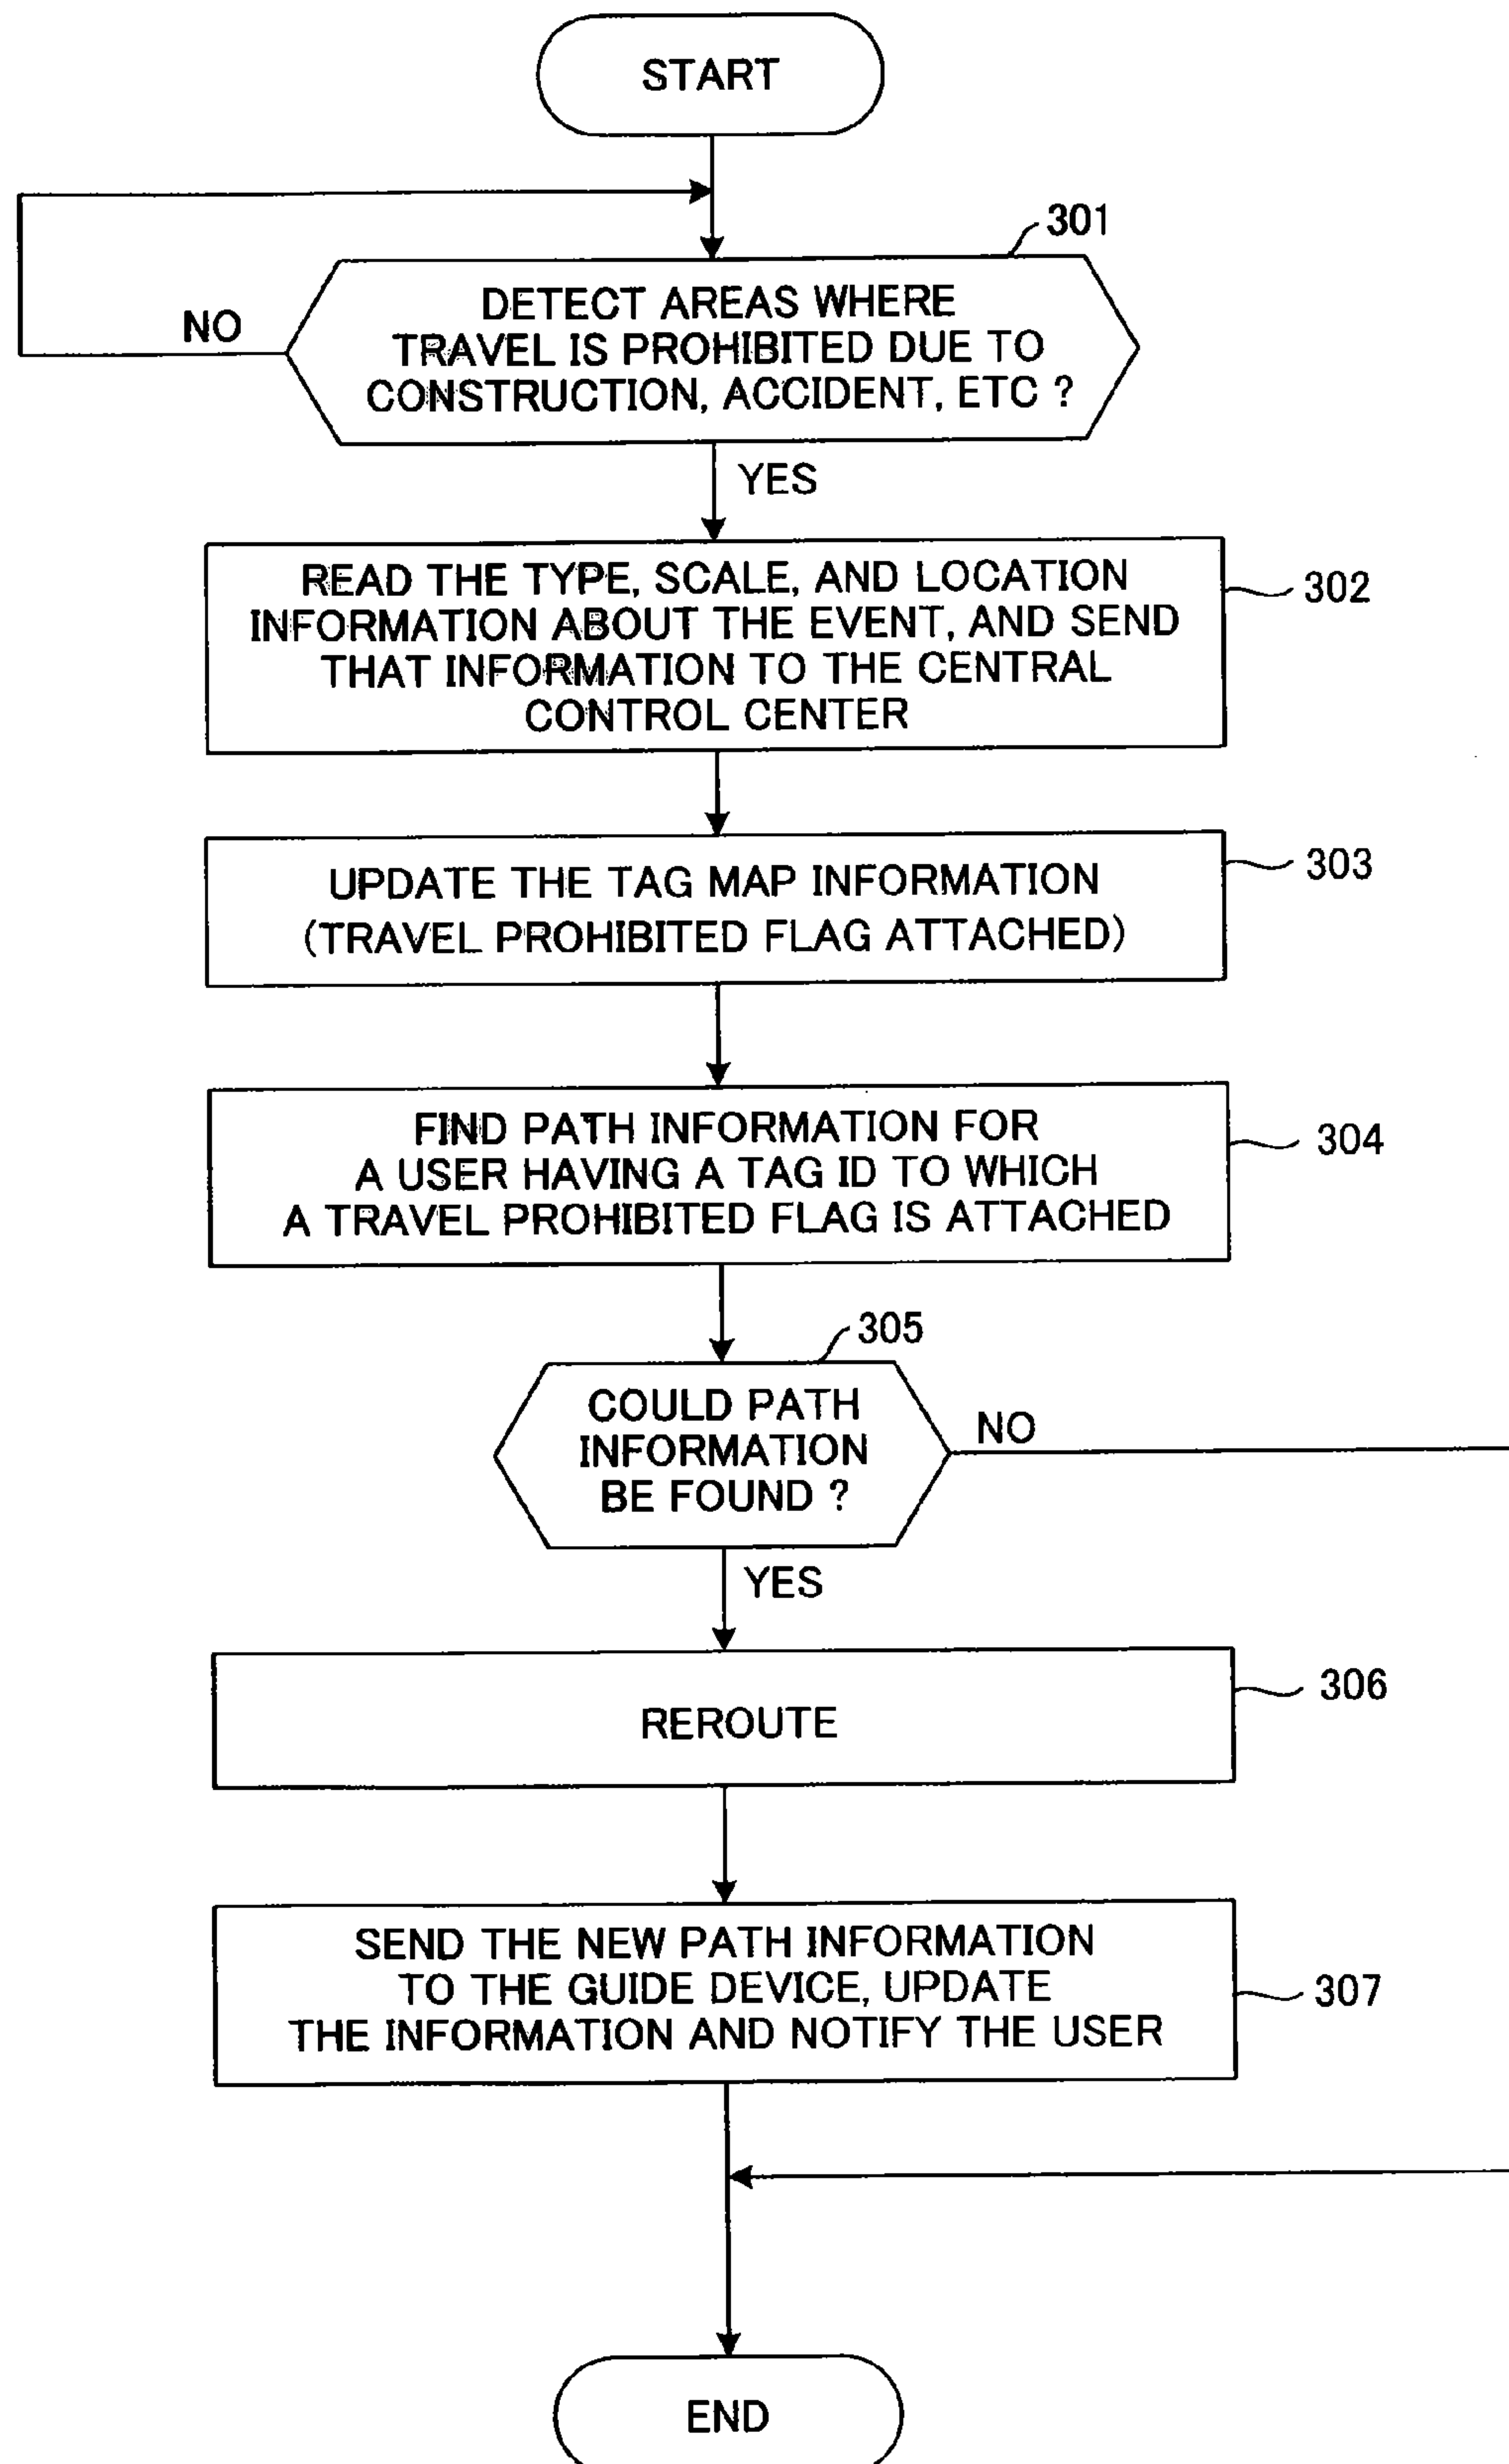 START
301
DETECT AREAS WHERE
NO
TRAVEL IS PROHIBITED DUE TO
CONSTRUCTION, ACCIDENT, ETC ?
YES
READ THE TYPE, SCALE, AND LOCATION
302
INFORMATION ABOUT THE EVENT, AND SEND
THAT INFORMATION TO THE CENTRAL
CONTROL CENTER
UPDATE THE TAG MAP INFORMATION
303
(TRAVEL PROHIBITED FLAG ATTACHED)
FIND PATH INFORMATION FOR
304
A USER HAVING A TAG ID TO WHICH
A TRAVEL PROHIBITED FLAG IS ATTACHED
305
COULD PATH
NO
INFORMATION
BE FOUND ?
YES
306
REROUTE
SEND THE NEW PATH INFORMATION
TO THE GUIDE DEVICE, UPDATE
307
THE INFORMATION AND NOTIFY THE USER
END